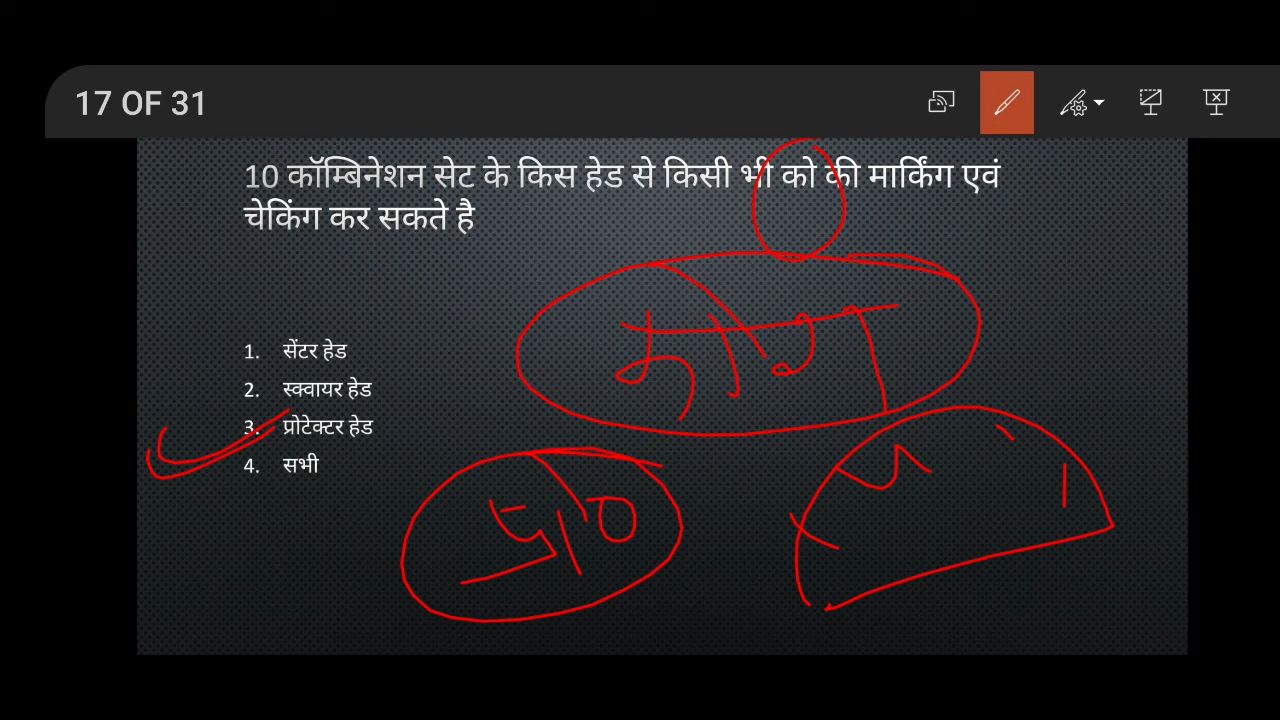 17 OF 31
10 कॉम्बिनेशन सेट के किस हेड से किसी भी को की मार्किंग एवं
चेकिंग कर सकते है
1. सेंटर हेड
2. स्क्वायर हेड
3. प्रोटेक्टर हेड
4. सभी